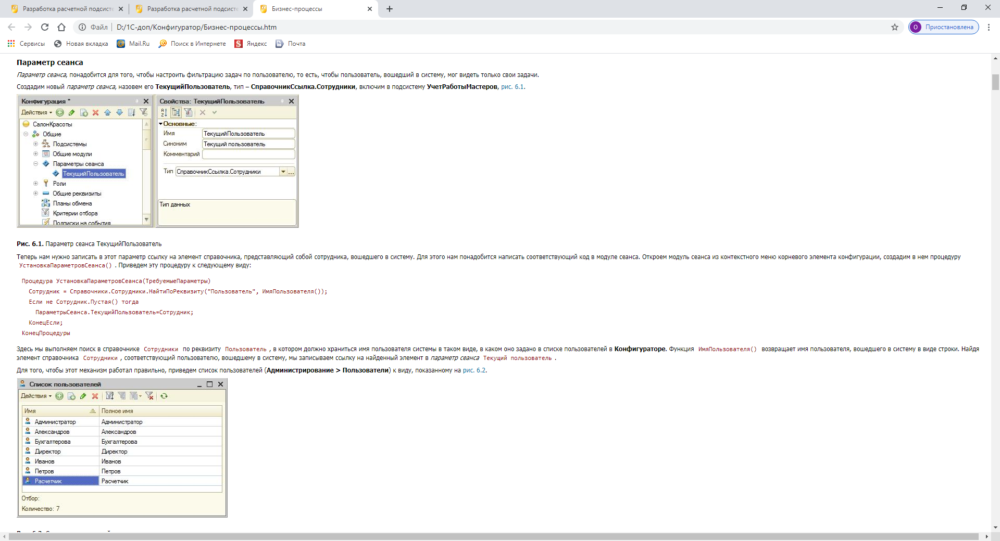 Разработка расчетной подсисте
Разработка расчетной подсисте
Бизнес-процессы
Файл
D:/1С-доп/Конфигуратор/Бизнес-процессы.htm
О
Приостановлена
Сервисы
Новая вкладка
Mail.Ru
Поиск в Интернете
Яндекс
Почта
Параметр сеанса
Параметр сеанса, понадобится для того, чтобы настроить фильтрацию задач по пользователю, то есть, чтобы пользователь, вошедший в систему, мог видеть только свои задачи.
Создадим новый параметр сеанса, назовем его ТекущийПользователь, тип – СправочникСсылка.Сотрудники, включим в подсистему УчетРаботыМастеров, рис. 6.1.
Конфигурация *
Действия
СалонКрасоты
Общие
Подсистемы
Общие модули
Параметры сеанса
ТекущийПользователь
Роли
Общие реквизиты
Планы обмена
Критерии отбора
Подписки на события
Свойства: ТекущийПользователь
Основные:
Имя ТекущийПользователь
Синоним Текущий пользователь
Комментарий
Тип СправочникСсылка.Сотрудники
Тип данных
Рис. 6.1. Параметр сеанса ТекущийПользователь
Теперь нам нужно записать в этот параметр ссылку на элемент справочника, представляющий собой сотрудника, вошедшего в систему. Для этого нам понадобится написать соответствующий код в модуле сеанса. Откроем модуль сеанса из контекстного меню корневого элемента конфигурации, создадим в нем процедуру
УстановкаПараметровСеанса() . Приведем эту процедуру к следующему виду:
Процедура УстановкаПараметровСеанса(ТребуемыеПараметры)
Сотрудник = Справочники.Сотрудники.НайтиПоРеквизиту("Пользователь", ИмяПользователя());
Если не Сотрудник.Пустая() тогда
ПараметрыСеанса.ТекущийПользователь=Сотрудник;
КонецЕсли;
КонецПроцедуры
Здесь мы выполняем поиск в справочнике Сотрудники по реквизиту Пользователь , в котором должно храниться имя пользователя системы в таком виде, в каком оно задано в списке пользователей в Конфигураторе. Функция ИмяПользователя() возвращает имя пользователя, вошедшего в систему в виде строки. Найдя
элемент справочника Сотрудники , соответствующий пользователю, вошедшему в систему, мы записываем ссылку на найденный элемент в параметр сеанса Текущий пользователь .
Для того, чтобы этот механизм работал правильно, приведем список пользователей (Администрирование > Пользователи) к виду, показанному на рис. 6.2.
Список пользователей
Действия
Имя Полное имя
Администратор Администратор
Александров Александров
Бухгалтерова Бухгалтерова
Директор Директор
Иванов Иванов
Петров Петров
Расчетчик Расчетчик
Отбор:
Количество: 7